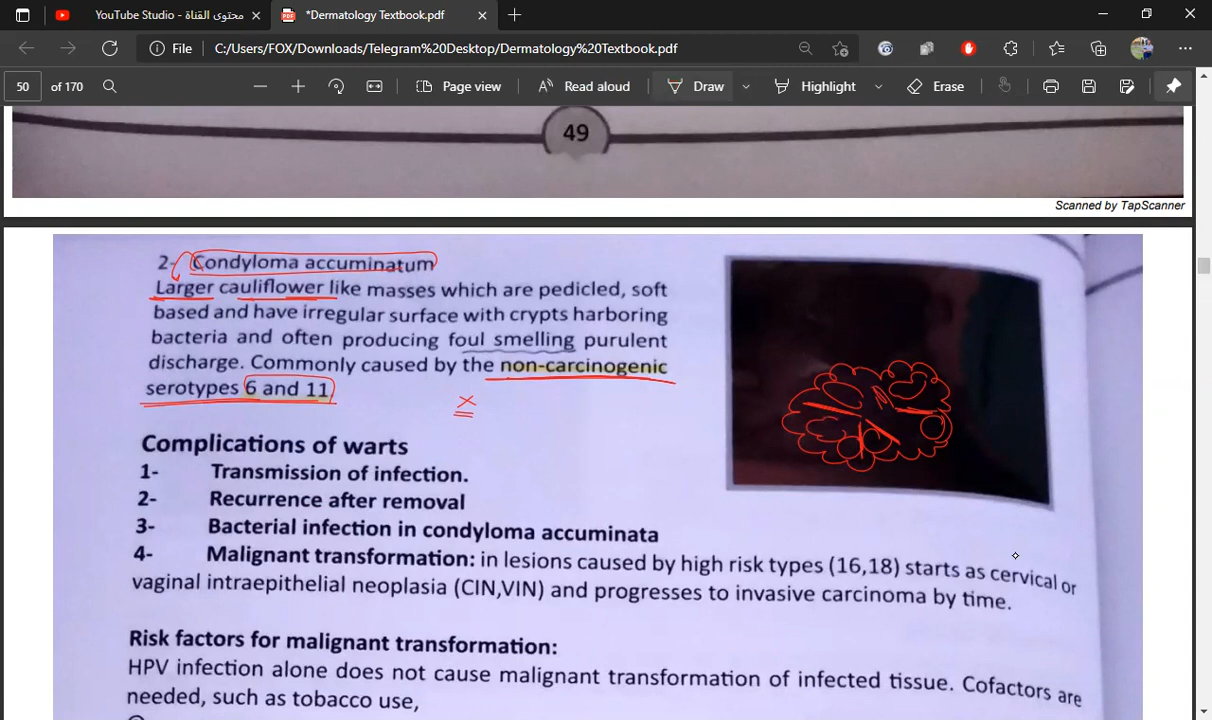 YouTube Studio - محتوى القناة
*Dermatology Textbook.pdf
File
C:/Users/FOX/Downloads/Telegram%20Desktop/Dermatology%20Textbook.pdf
50 of 170
Page view
Read aloud
Draw
Highlight
Erase
49
Scanned by TapScanner
2- Condyloma accuminatum
Larger cauliflower like masses which are pedicled, soft
based and have irregular surface with crypts harboring
bacteria and often producing foul smelling purulent
discharge. Commonly caused by the non-carcinogenic
serotypes 6 and 11
Complications of warts
1- Transmission of infection.
2- Recurrence after removal
3- Bacterial infection in condyloma accuminata
4- Malignant transformation: in lesions caused by high risk types (16,18) starts as cervical or
vaginal intraepithelial neoplasia (CIN,VIN) and progresses to invasive carcinoma by time.
Risk factors for malignant transformation:
HPV infection alone does not cause malignant transformation of infected tissue. Cofactors are
needed, such as tobacco use,